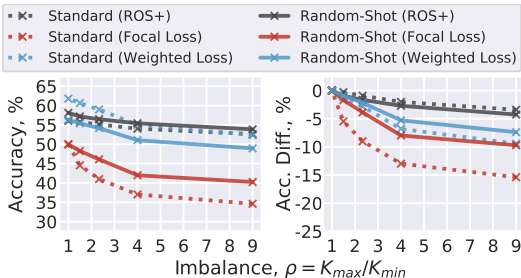 Standard (ROS+)
Standard (Focal Loss)
Standard (Weighted Loss)
Random-Shot (ROS+)
Random-Shot (Focal Loss)
Random-Shot (Weighted Loss)
Accuracy, %
65
60
55
50
45
40
35
30
1 2 3 4 5 6 7 8 9
Acc. Diff., %
0
-5
-10
-15
-20
-25
1 2 3 4 5 6 7 8 9
Imbalance, ρ = K_max/K_min